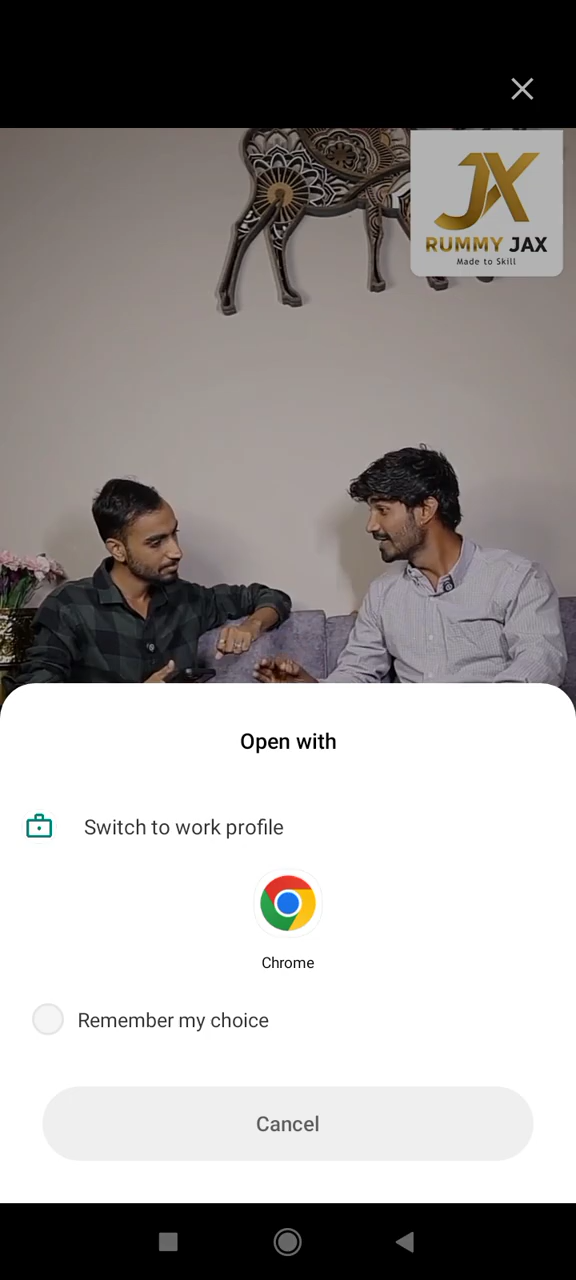 JX
RUMMY JAX
Made to Skill
Open with
Switch to work profile
Chrome
Remember my choice
Cancel